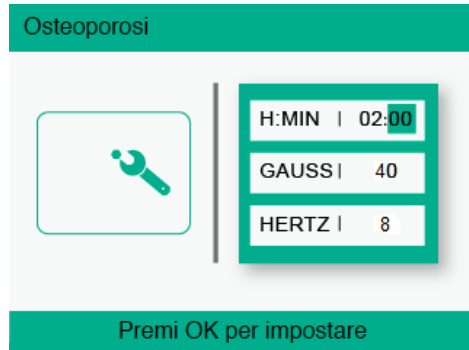 Osteoporosi
H:MIN | 02:00
GAUSS | 40
HERTZ | 8
Premi OK per impostare